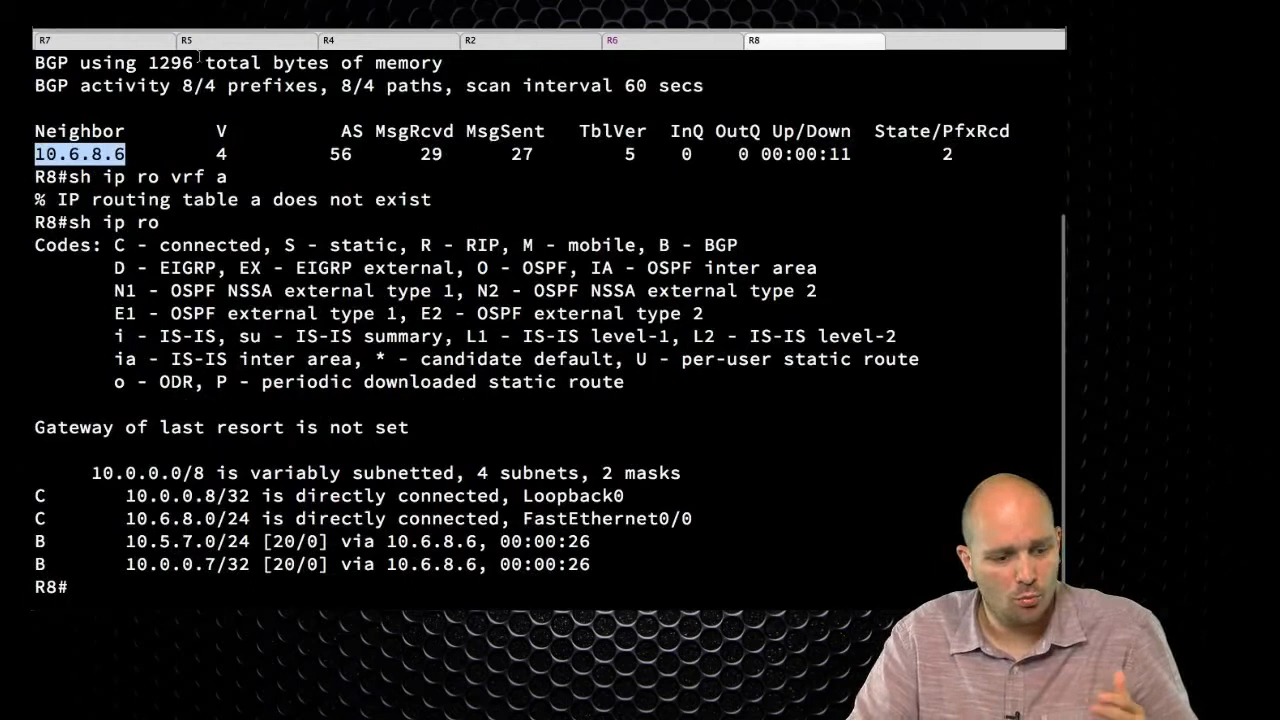 R7 R5 R4 R2 R6 R8
BGP using 1296 total bytes of memory
BGP activity 8/4 prefixes, 8/4 paths, scan interval 60 secs
Neighbor V AS MsgRcvd MsgSent TblVer InQ OutQ Up/Down State/PfxRcd
10.6.8.6 4 56 29 27 5 0 0 00:00:11 2
R8#sh ip ro vrf a
% IP routing table a does not exist
R8#sh ip ro
Codes: C - connected, S - static, R - RIP, M - mobile, B - BGP
D - EIGRP, EX - EIGRP external, O - OSPF, IA - OSPF inter area
N1 - OSPF NSSA external type 1, N2 - OSPF NSSA external type 2
E1 - OSPF external type 1, E2 - OSPF external type 2
i - IS-IS, su - IS-IS summary, L1 - IS-IS level-1, L2 - IS-IS level-2
ia - IS-IS inter area, * - candidate default, U - per-user static route
o - ODR, P - periodic downloaded static route
Gateway of last resort is not set
10.0.0.0/8 is variably subnetted, 4 subnets, 2 masks
C 10.0.0.8/32 is directly connected, Loopback0
C 10.6.8.0/24 is directly connected, FastEthernet0/0
B 10.5.7.0/24 [20/0] via 10.6.8.6, 00:00:26
B 10.0.0.7/32 [20/0] via 10.6.8.6, 00:00:26
R8#